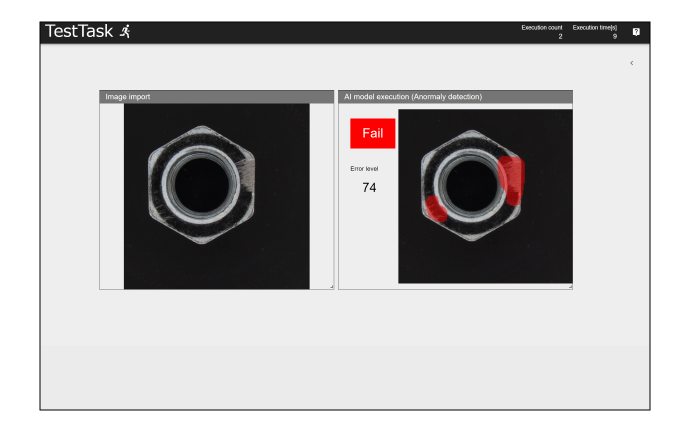 TestTask
Execution count
2
Execution time[s]
9
?
Image import
AI model execution (Anormaly detection)
Fail
Error level
74